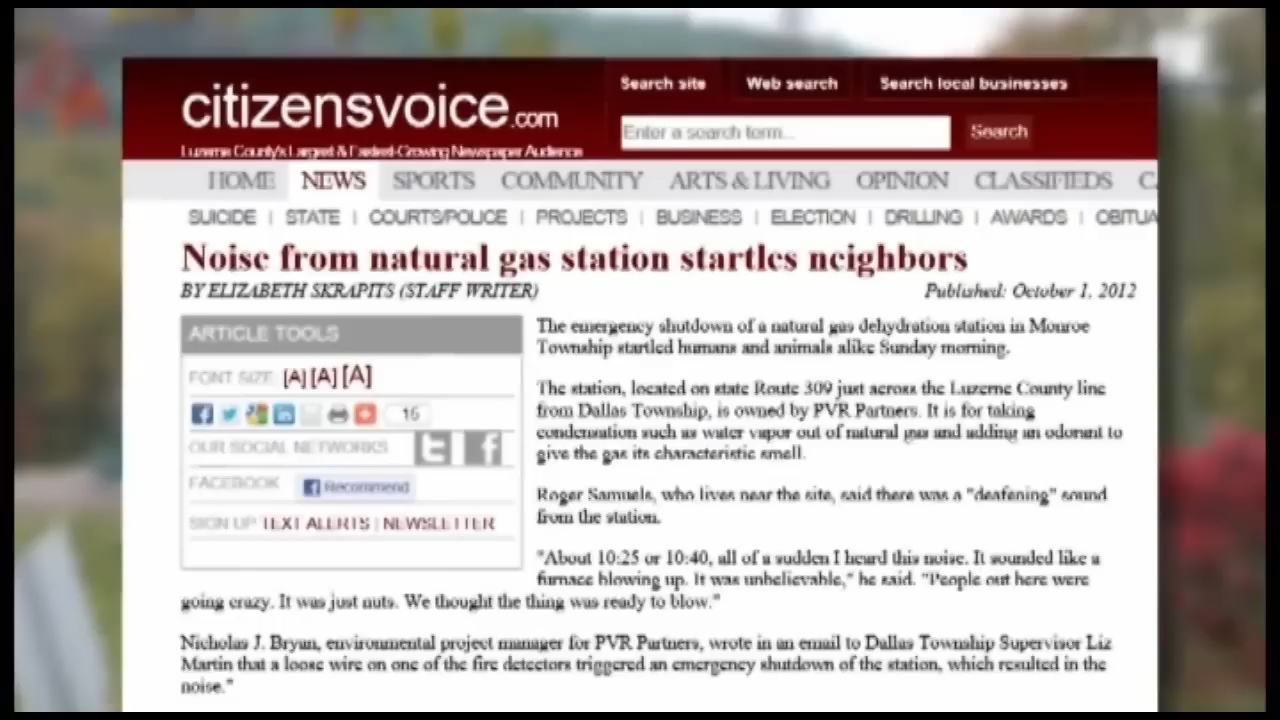 citizensvoice.com
Luzerne County's Largest & Fastest-Growing Newspaper Audience
Search site
Web search
Search local businesses
Enter a search term...
Search
HOME NEWS SPORTS COMMUNITY ARTS & LIVING OPINION CLASSIFIEDS
SUICIDE | STATE | COURTS/POLICE | PROJECTS | BUSINESS | ELECTION | DRILLING | AWARDS | OBITUA
Noise from natural gas station startles neighbors
BY ELIZABETH SKRAPITS (STAFF WRITER)
Published: October 1, 2012
ARTICLE TOOLS
FONT SIZE [A] [A] [A]
16
OUR SOCIAL NETWORKS
FACEBOOK Recommend
SIGN UP TEXT ALERTS | NEWSLETTER
The emergency shutdown of a natural gas dehydration station in Monroe
Township startled humans and animals alike Sunday morning.
The station, located on state Route 309 just across the Luzerne County line
from Dallas Township, is owned by PVR Partners. It is for taking
condensation such as water vapor out of natural gas and adding an odorant to
give the gas its characteristic smell.
Roger Samuels, who lives near the site, said there was a "deafening" sound
from the station.
"About 10:25 or 10:40, all of a sudden I heard this noise. It sounded like a
furnace blowing up. It was unbelievable," he said. "People out here were
going crazy. It was just nuts. We thought the thing was ready to blow."
Nicholas J. Bryan, environmental project manager for PVR Partners, wrote in an email to Dallas Township Supervisor Liz
Martin that a loose wire on one of the fire detectors triggered an emergency shutdown of the station, which resulted in the
noise."